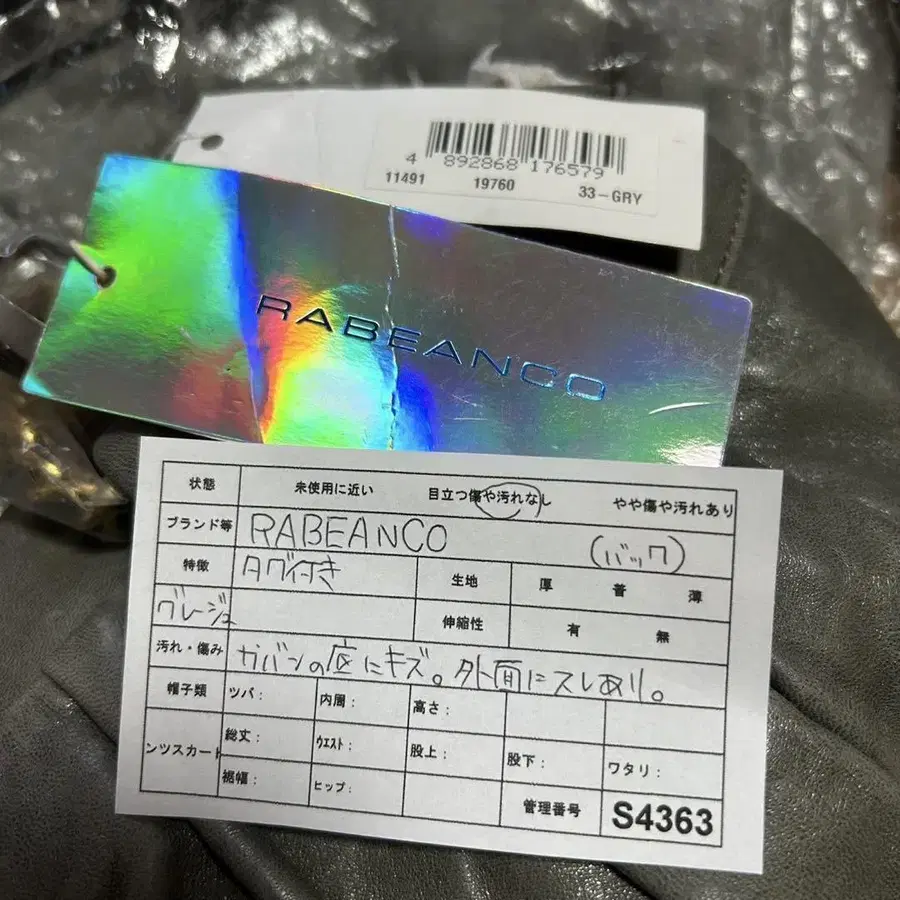 4 892868 176579
11491 19760 33-GRY
RABEANCO
状態 未使用に近い 目立つ傷や汚れなし やや傷や汚れあり
ブランド等 RABEANCO (バック)
特徴 タグ付き 生地 厚 普 薄
グレージュ 伸縮性 有 無
汚れ・傷み カバンの底にキズ。外面にスレあり。
帽子類 ツバ: 内周: 高さ:
ンツスカート 総丈: ウエスト: 股上: 股下: ワタリ:
裾幅: ヒップ: 管理番号 S4363